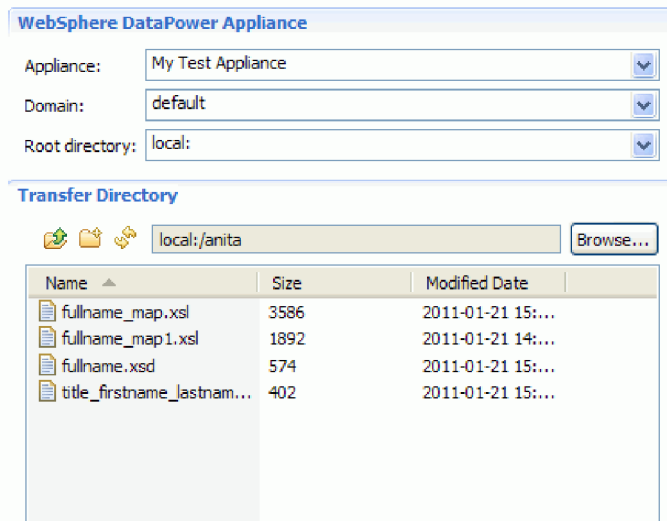 WebSphere DataPower Appliance
Appliance: My Test Appliance
Domain: default
Root directory: local:
Transfer Directory
local:/anita Browse...
Name Size Modified Date
fullname_map.xsl 3586 2011-01-21 15:...
fullname_map1.xsl 1892 2011-01-21 14:...
fullname.xsd 574 2011-01-21 15:...
title_firstname_lastnam... 402 2011-01-21 15:...